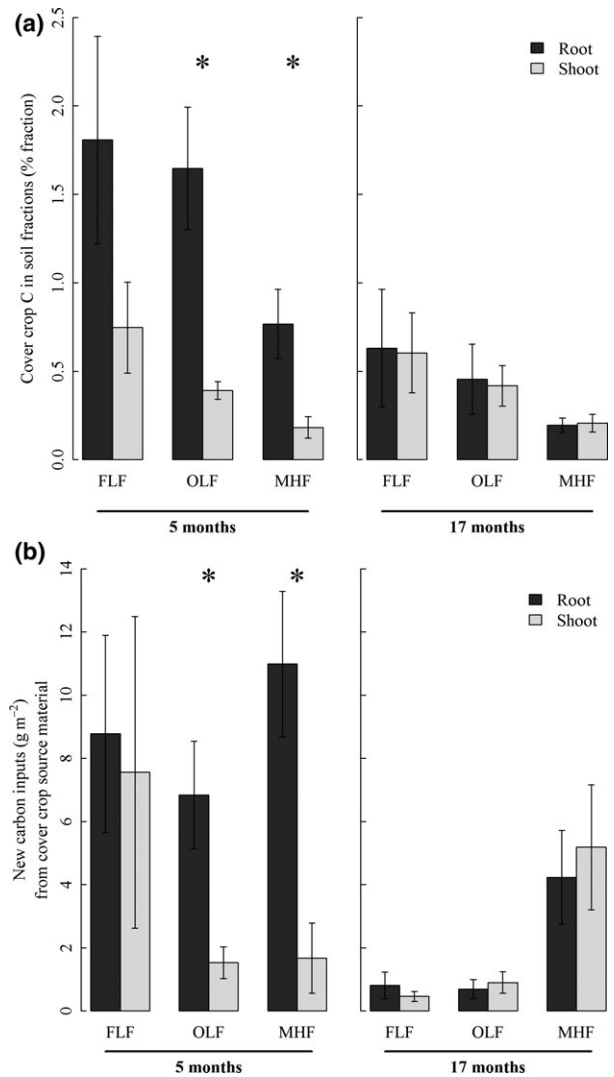 (a)
Cover crop C in soil fractions (% fraction)
2.5
2.0
1.5
1.0
0.5
0.0
*
*
Root
Shoot
FLF
OLF
MHF
FLF
OLF
MHF
5 months
17 months
(b)
New carbon inputs (g m⁻²)
from cover crop source material
14
12
10
8
6
4
2
0
*
*
Root
Shoot
FLF
OLF
MHF
FLF
OLF
MHF
5 months
17 months